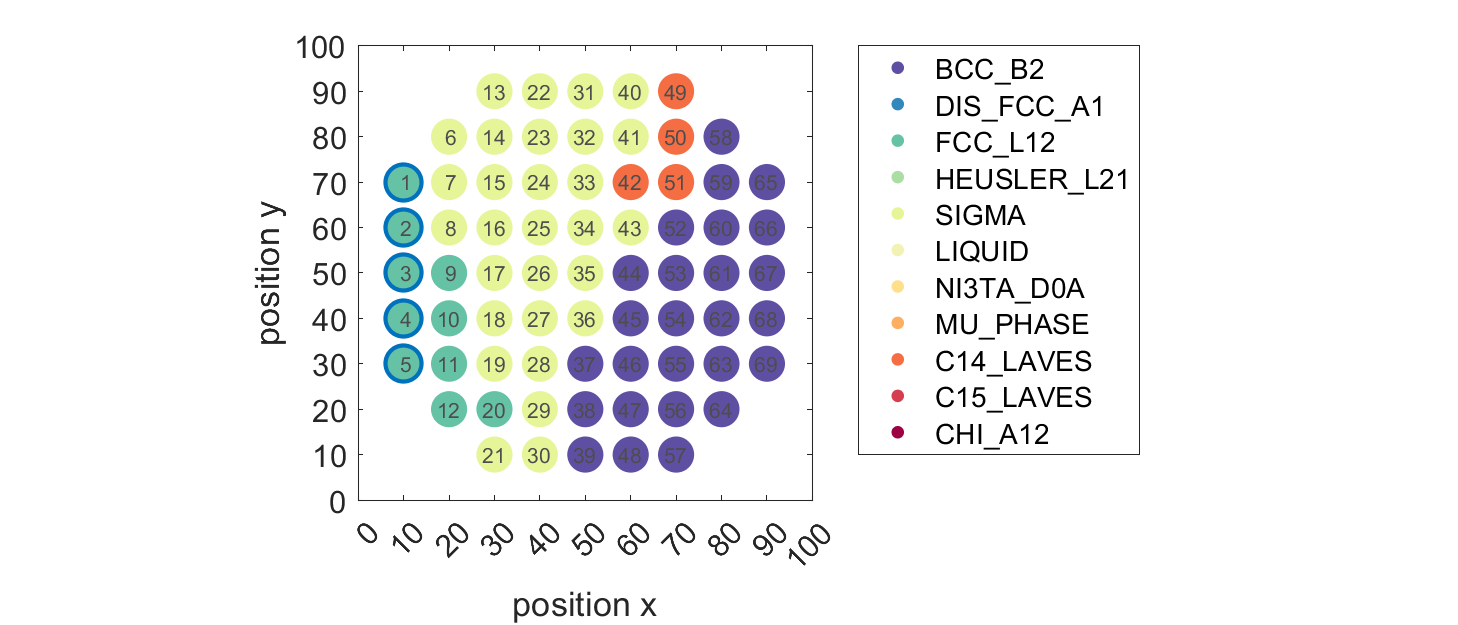 100
90
80
70
60
50
40
30
20
10
0
position y
13 22 31 40 49
6 14 23 32 41 50 58
1 7 15 24 33 42 51 59 65
2 8 16 25 34 43 52 60 66
3 9 17 26 35 44 53 61 67
4 10 18 27 36 45 54 62 68
5 11 19 28 37 46 55 63 69
12 20 29 38 47 56 64
21 30 39 48 57
0 10 20 30 40 50 60 70 80 90 100
position x
BCC_B2
DIS_FCC_A1
FCC_L12
HEUSLER_L21
SIGMA
LIQUID
NI3TA_D0A
MU_PHASE
C14_LAVES
C15_LAVES
CHI_A12